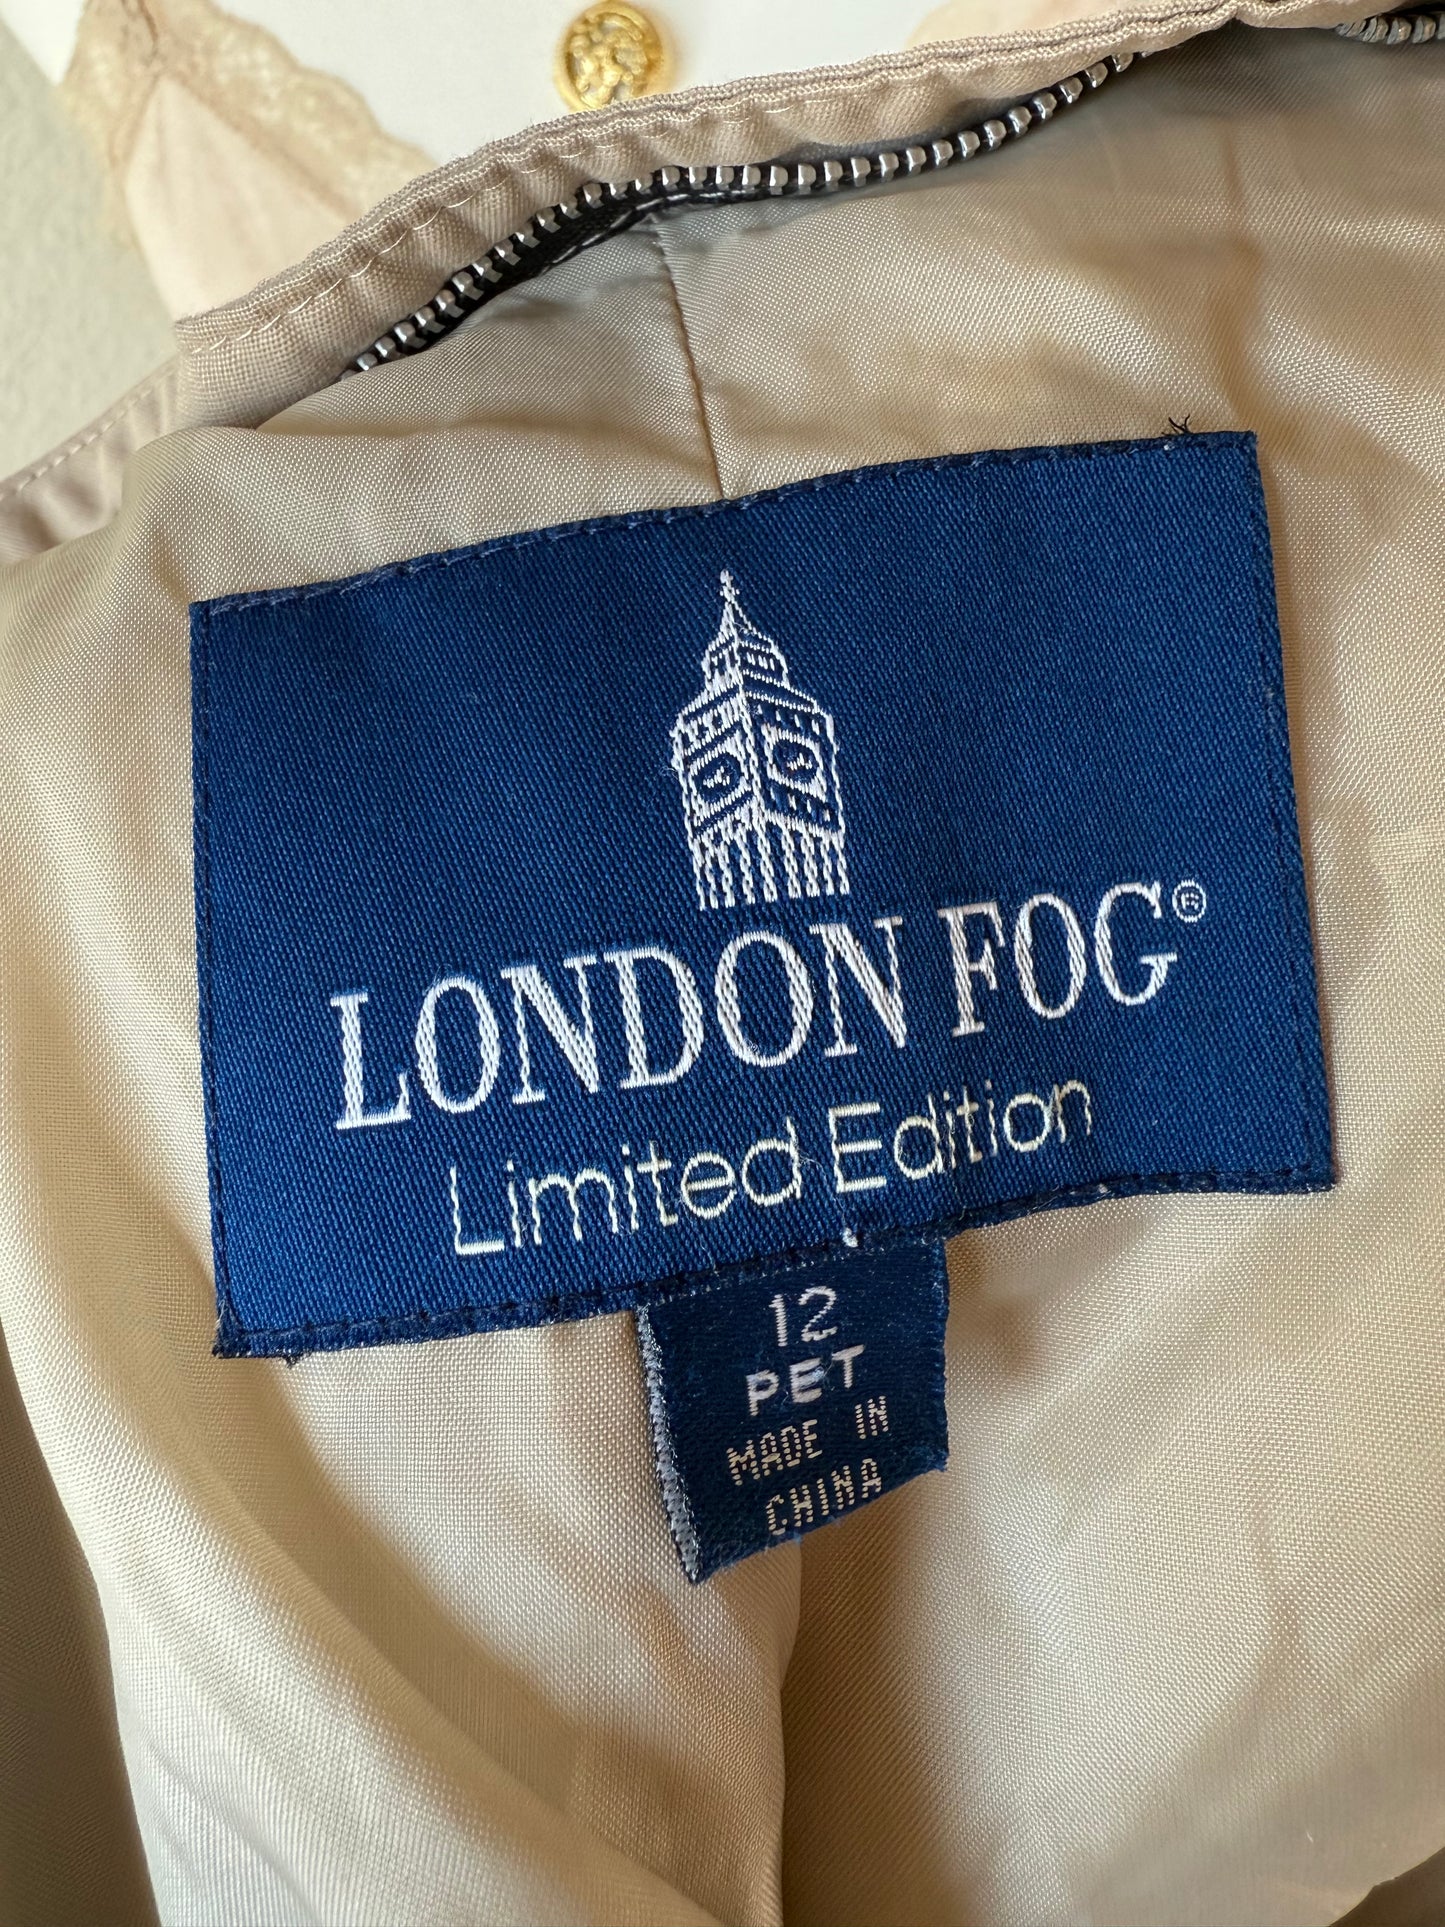 LONDON FOG®
Limited Edition
12
PET
MADE IN
CHINA